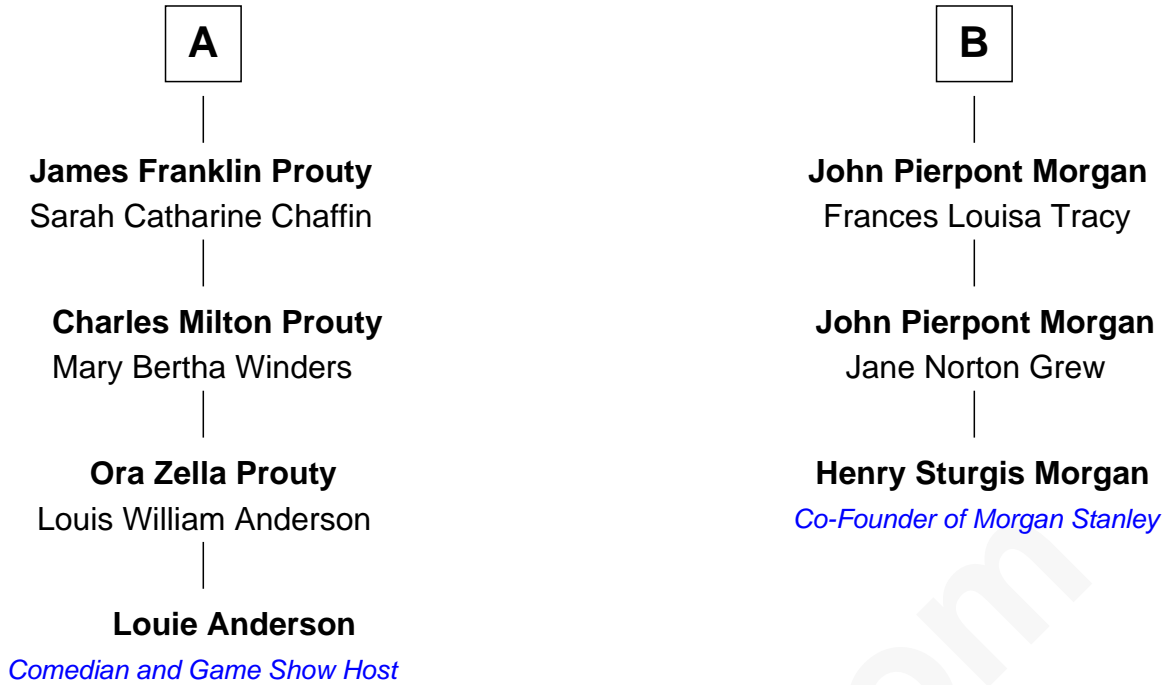 A
James Franklin Prouty
Sarah Catharine Chaffin
Charles Milton Prouty
Mary Bertha Winders
Ora Zella Prouty
Louis William Anderson
Louie Anderson
Comedian and Game Show Host
B
John Pierpont Morgan
Frances Louisa Tracy
John Pierpont Morgan
Jane Norton Grew
Henry Sturgis Morgan
Co-Founder of Morgan Stanley
om